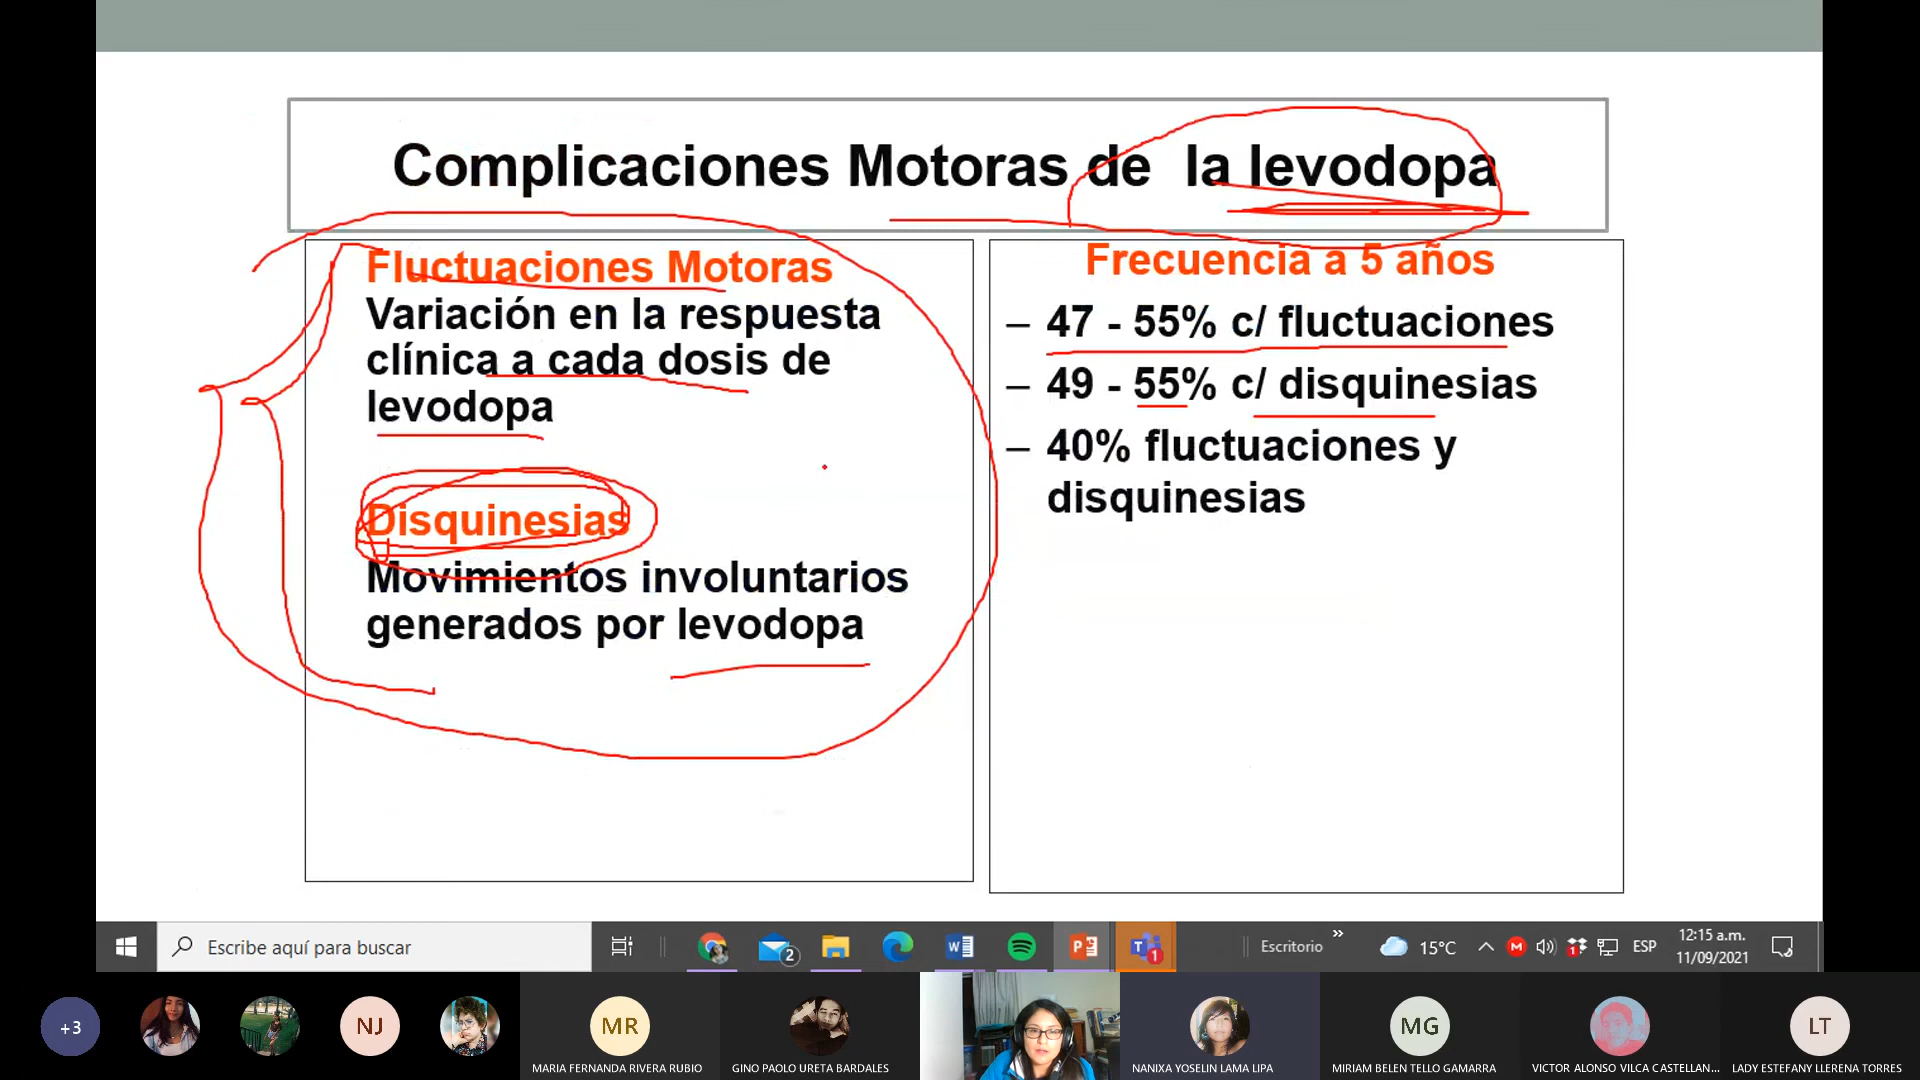 Complicaciones Motoras de la levodopa
Fluctuaciones Motoras
Variación en la respuesta
clínica a cada dosis de
levodopa
Disquinesias
Movimientos involuntarios
generados por levodopa
Frecuencia a 5 años
– 47 - 55% c/ fluctuaciones
– 49 - 55% c/ disquinesias
– 40% fluctuaciones y
disquinesias
Escribe aquí para buscar
2
W
P
T
1
Escritorio
»
15°C
M
1
ESP
12:15 a.m.
11/09/2021
+3
NJ
MR
MARIA FERNANDA RIVERA RUBIO
GINO PAOLO URETA BARDALES
NANIXA YOSELIN LAMA LIPA
MG
MIRIAM BELEN TELLO GAMARRA
VICTOR ALONSO VILCA CASTELLAN...
LT
LADY ESTEFANY LLERENA TORRES